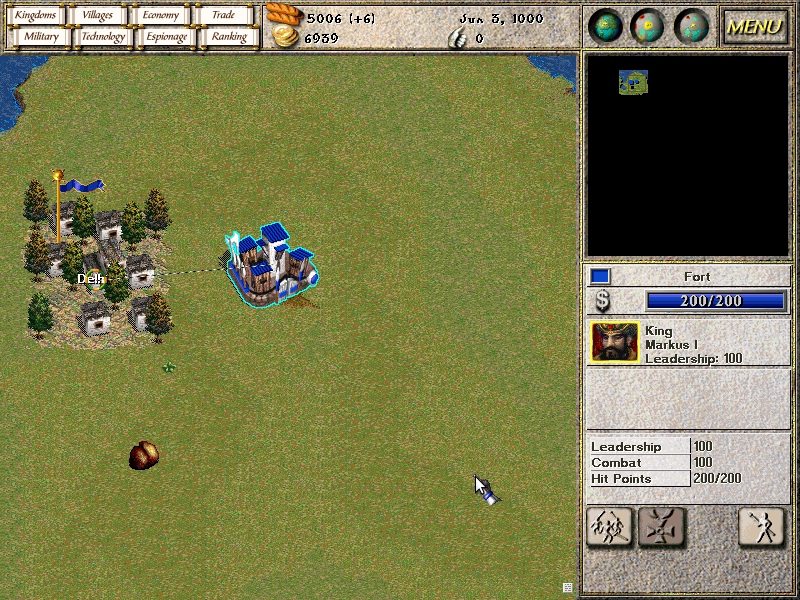 Kingdoms Villages Economy Trade
Military Technology Espionage Ranking
5006 (+6)
6939
Jun 3, 1000
0
MENU
Delhi
Fort
$
200/200
King
Markus I
Leadership: 100
Leadership 100
Combat 100
Hit Points 200/200